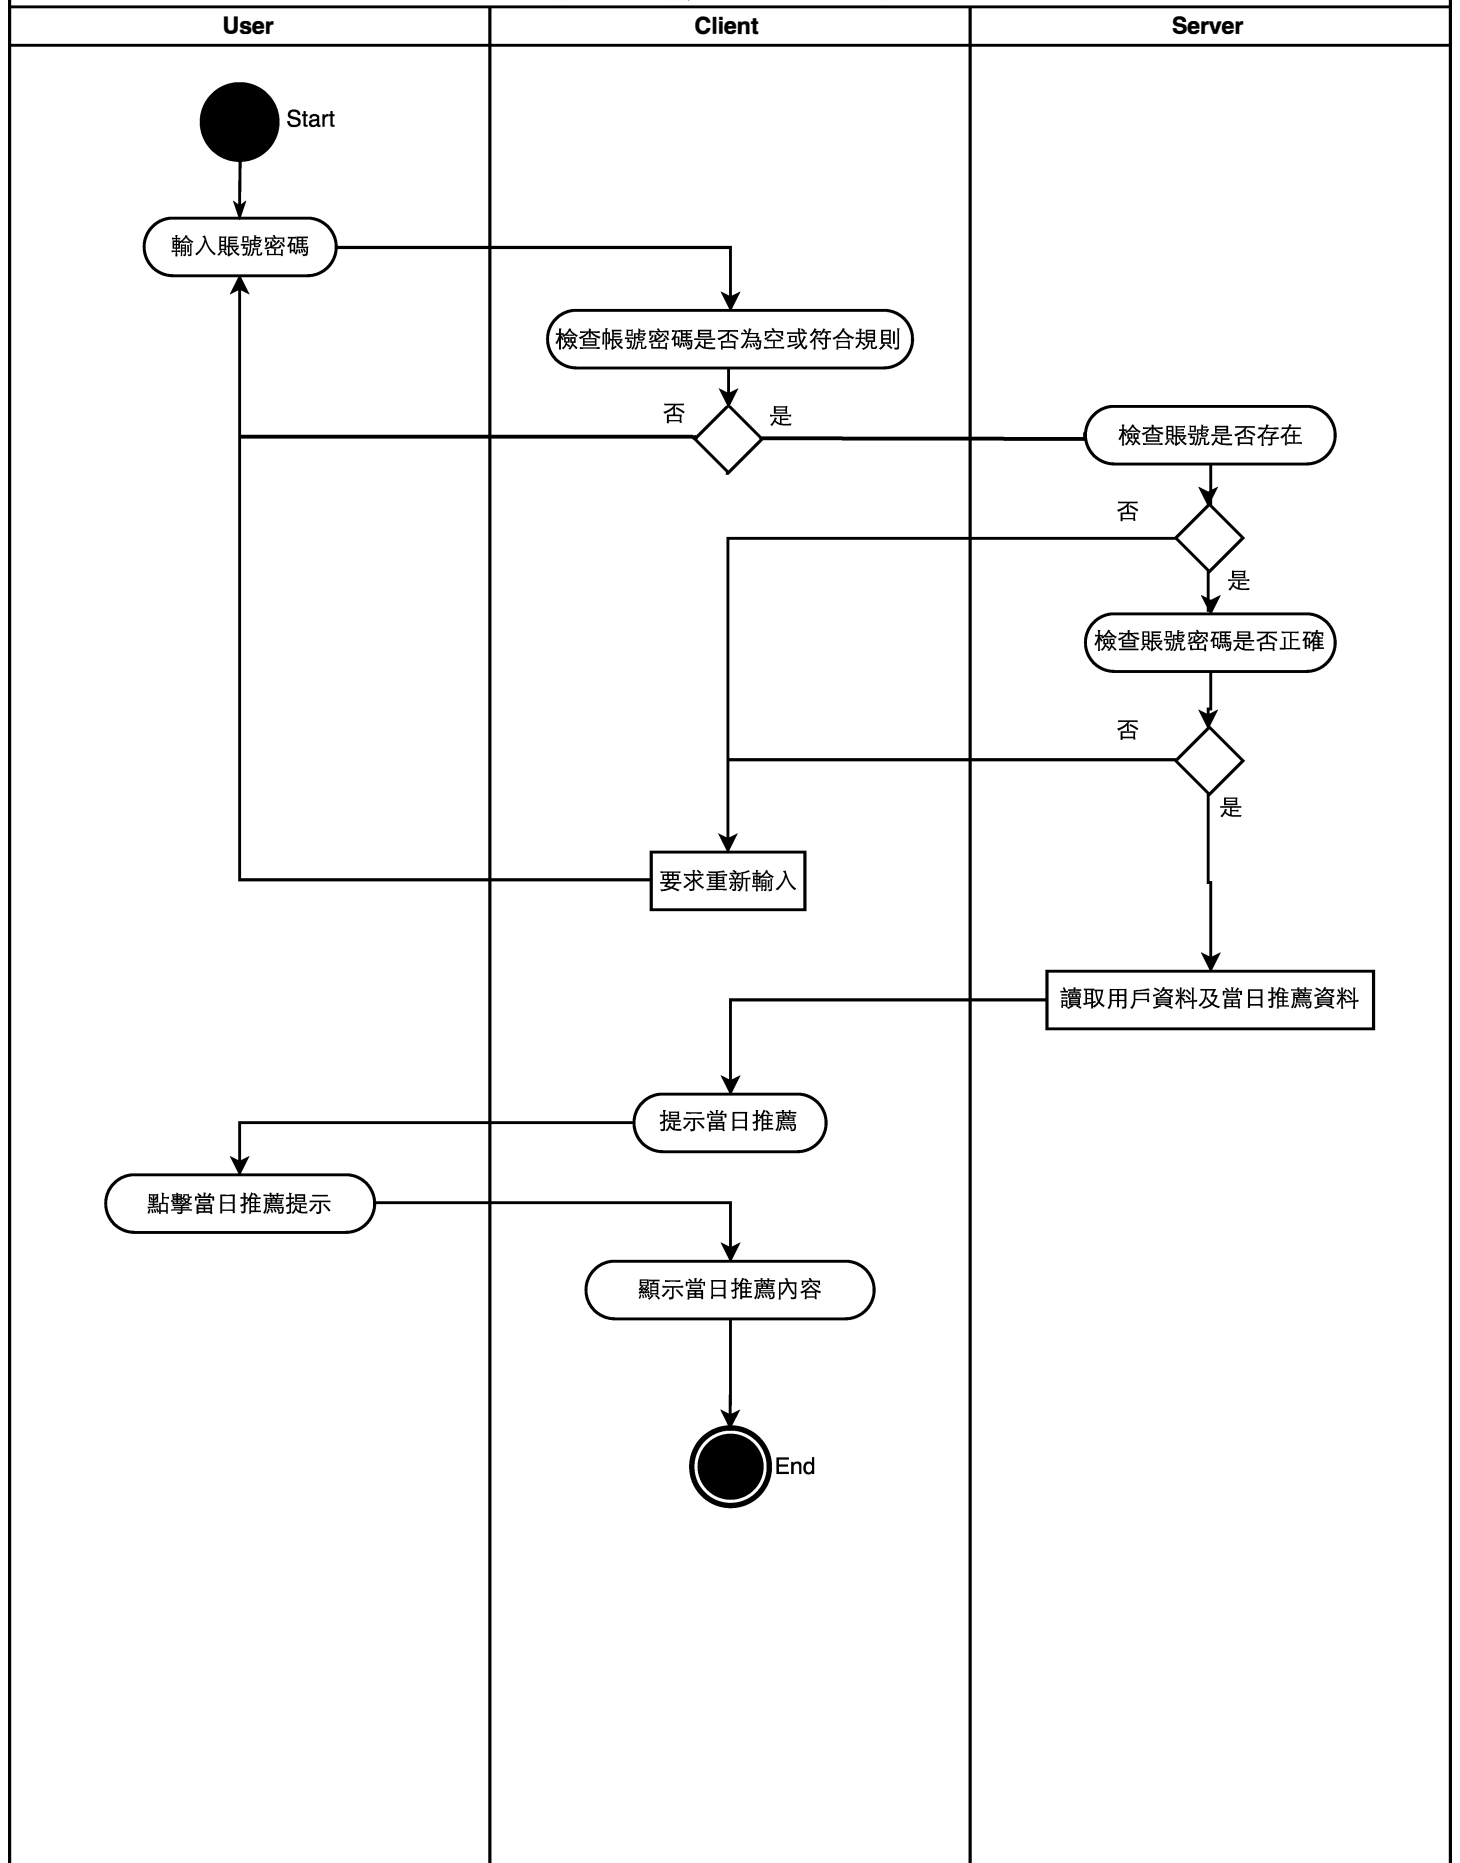 User
Client
Server
Start
輸入賬號密碼
檢查帳號密碼是否為空或符合規則
否
是
檢查賬號是否存在
否
是
檢查賬號密碼是否正確
否
是
要求重新輸入
讀取用戶資料及當日推薦資料
提示當日推薦
點擊當日推薦提示
顯示當日推薦內容
End